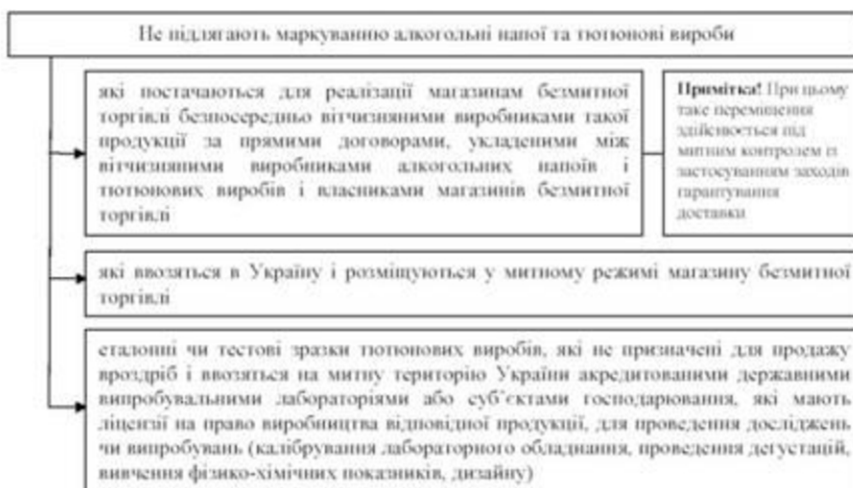 Не підлягають маркуванню алкогольні напої та тютюнові вироби
які постачаються для реалізації магазинам безмитної
торгівлі безпосередньо вітчизняними виробниками такої
продукції за прямими договорами, укладеними між
вітчизняними виробниками алкогольних напоїв і
тютюнових виробів і власниками магазинів безмитної
торгівлі
Примітка! При цьому
таке переміщення
здійснюється під
митним контролем із
застосуванням заходів
гарантування
доставки
які ввозяться в Україну і розміщуються у митному режимі магазину безмитної
торгівлі
еталонні чи тестові зразки тютюнових виробів, які не призначені для продажу
вроздріб і ввозяться на митну територію України акредитованими державними
випробувальними лабораторіями або суб'єктами господарювання, які мають
ліцензії на право виробництва відповідної продукції, для проведення досліджень
чи випробувань (калібрування лабораторного обладнання, проведення дегустацій,
вивчення фізико-хімічних показників, дизайну)